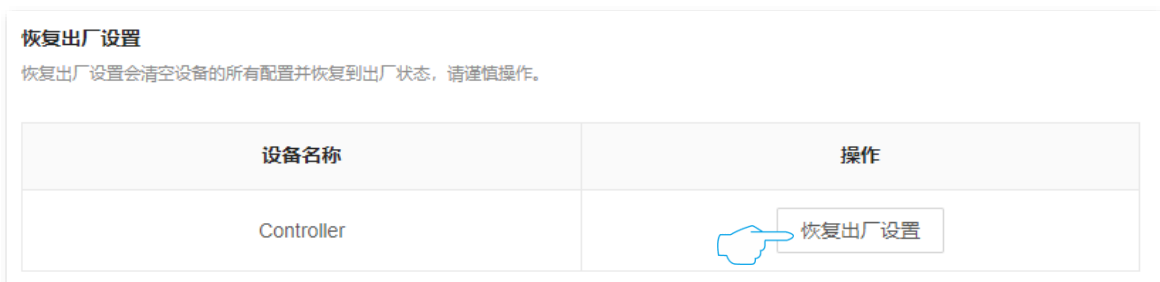 恢复出厂设置
恢复出厂设置会清空设备的所有配置并恢复到出厂状态，请谨慎操作。
设备名称 操作
Controller 恢复出厂设置